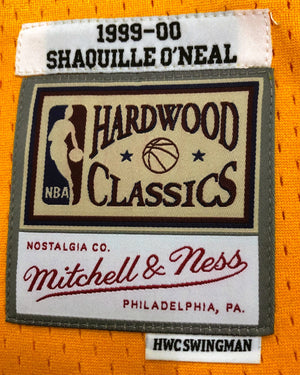 1999-00
SHAQUILLE O'NEAL
HARDWOOD
NBA
CLASSICS
NOSTALGIA CO.
Mitchell & Ness
PHILADELPHIA, PA.
HWC SWINGMAN